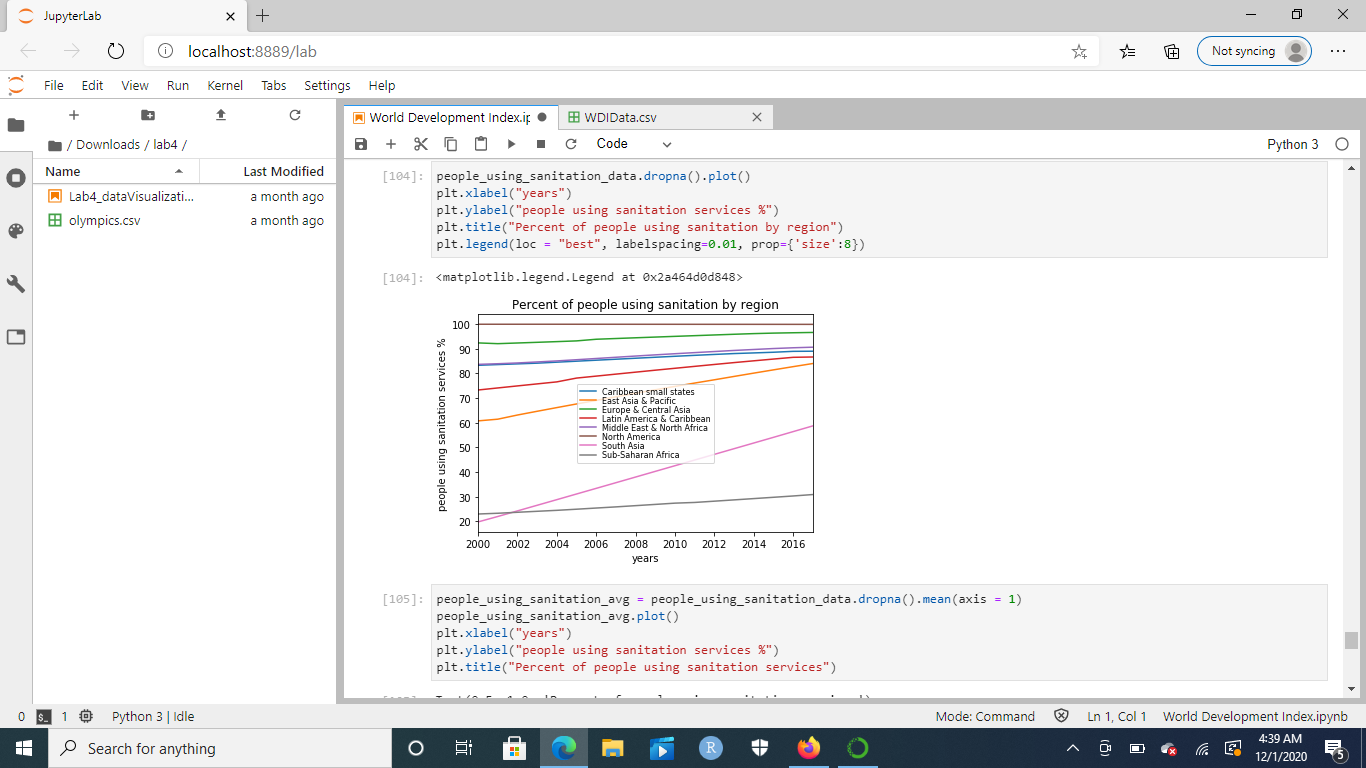 JupyterLab
localhost:8889/lab
Not syncing
File Edit View Run Kernel Tabs Settings Help
/ Downloads / lab4 /
Name Last Modified
Lab4_dataVisualizati... a month ago
olympics.csv a month ago
World Development Index.ip
WDIData.csv
Code
Python 3
[104]: people_using_sanitation_data.dropna().plot()
plt.xlabel("years")
plt.ylabel("people using sanitation services %")
plt.title("Percent of people using sanitation by region")
plt.legend(loc = "best", labelspacing=0.01, prop={'size':8})
[104]: <matplotlib.legend.Legend at 0x2a464d0d848>
Percent of people using sanitation by region
people using sanitation services %
100
90
80
70
60
50
40
30
20
Caribbean small states
East Asia & Pacific
Europe & Central Asia
Latin America & Caribbean
Middle East & North Africa
North America
South Asia
Sub-Saharan Africa
2000 2002 2004 2006 2008 2010 2012 2014 2016
years
[105]: people_using_sanitation_avg = people_using_sanitation_data.dropna().mean(axis = 1)
people_using_sanitation_avg.plot()
plt.xlabel("years")
plt.ylabel("people using sanitation services %")
plt.title("Percent of people using sanitation services")
0 $_ 1 Python 3 | Idle
Mode: Command Ln 1, Col 1 World Development Index.ipynb
Search for anything
R
4:39 AM
12/1/2020
5